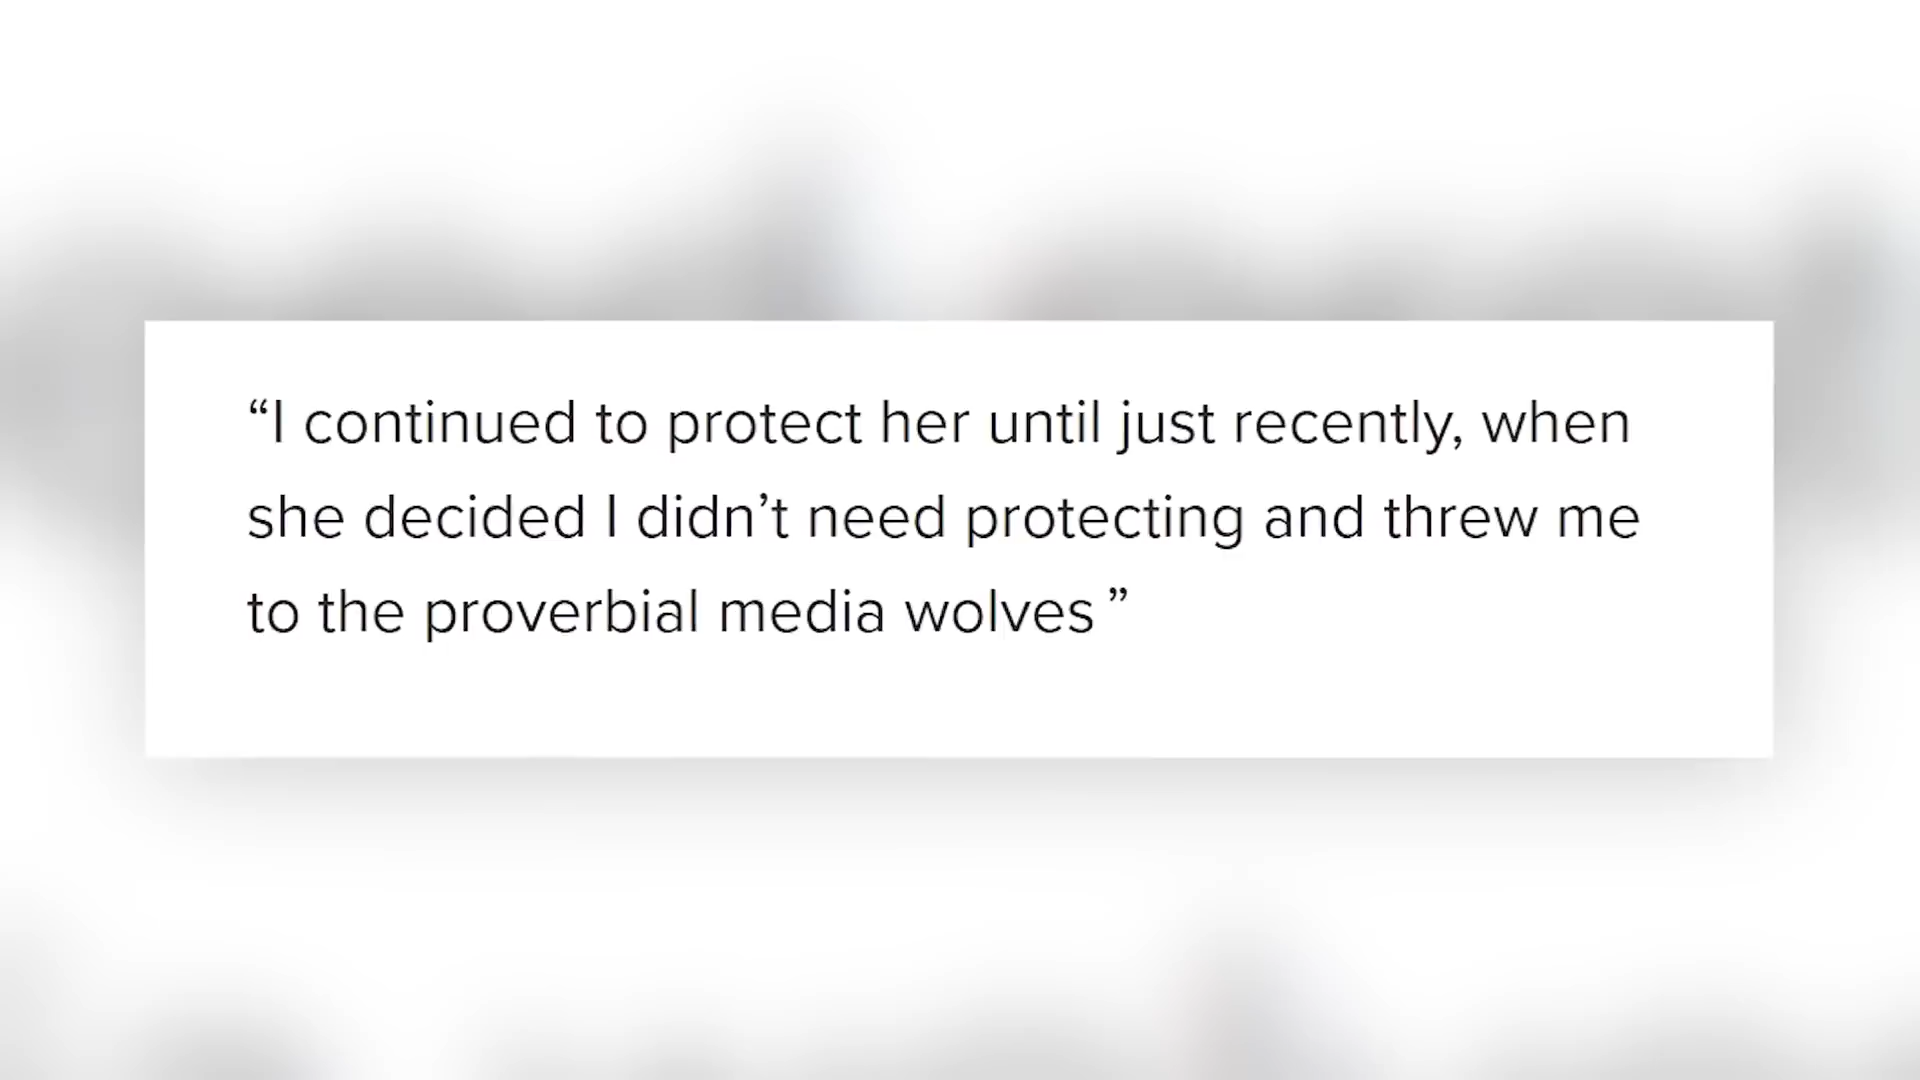 “I continued to protect her until just recently, when
she decided I didn’t need protecting and threw me
to the proverbial media wolves ”